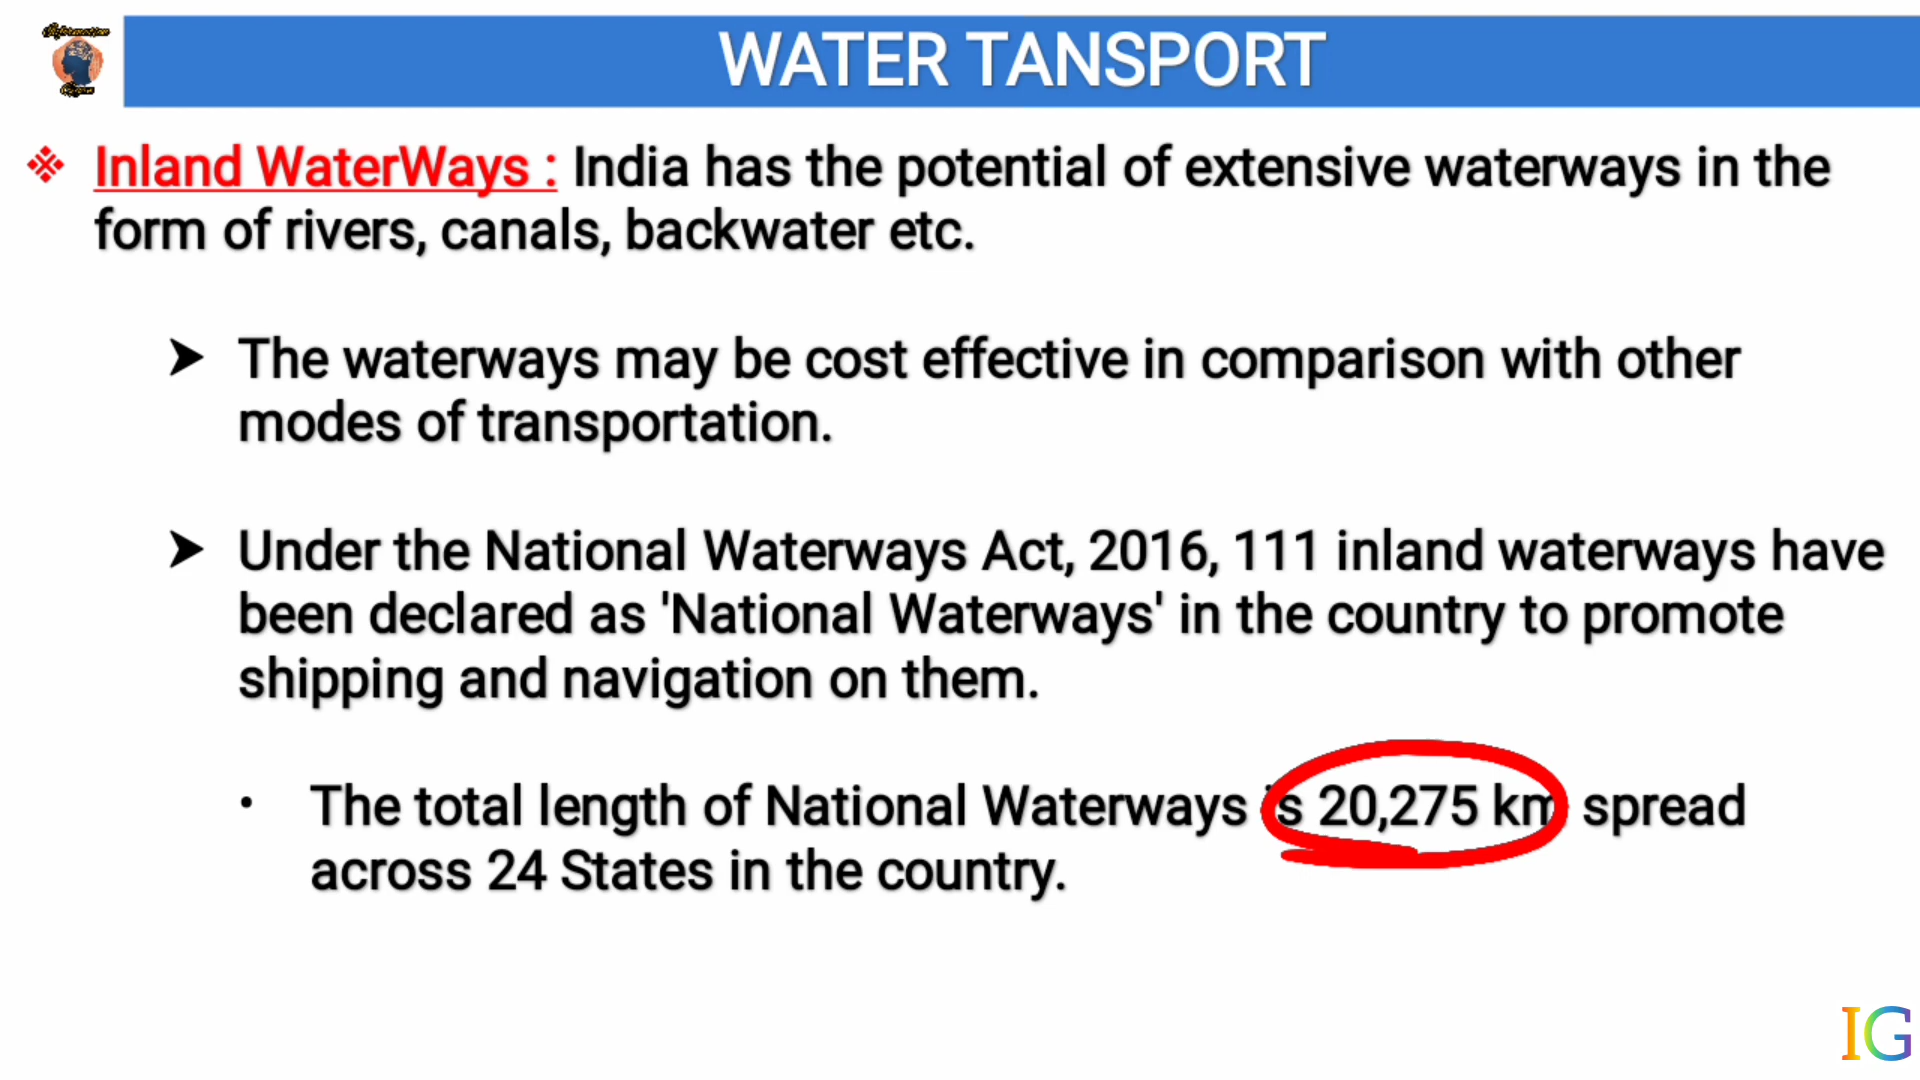 WATER TANSPORT
Inland WaterWays : India has the potential of extensive waterways in the
form of rivers, canals, backwater etc.
The waterways may be cost effective in comparison with other
modes of transportation.
Under the National Waterways Act, 2016, 111 inland waterways have
been declared as 'National Waterways' in the country to promote
shipping and navigation on them.
The total length of National Waterways is 20,275 km spread
across 24 States in the country.
IG